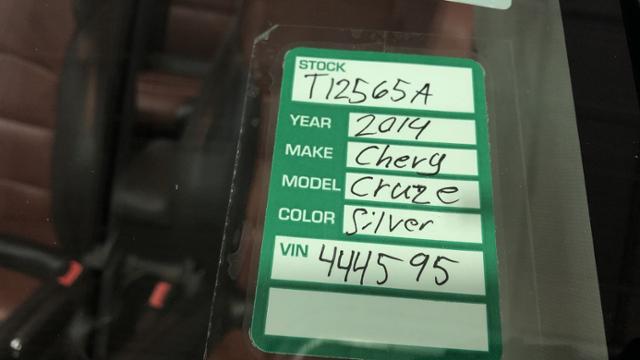 STOCK
T12565A
YEAR 2014
MAKE Chevy
MODEL Cruze
COLOR Silver
VIN 444595